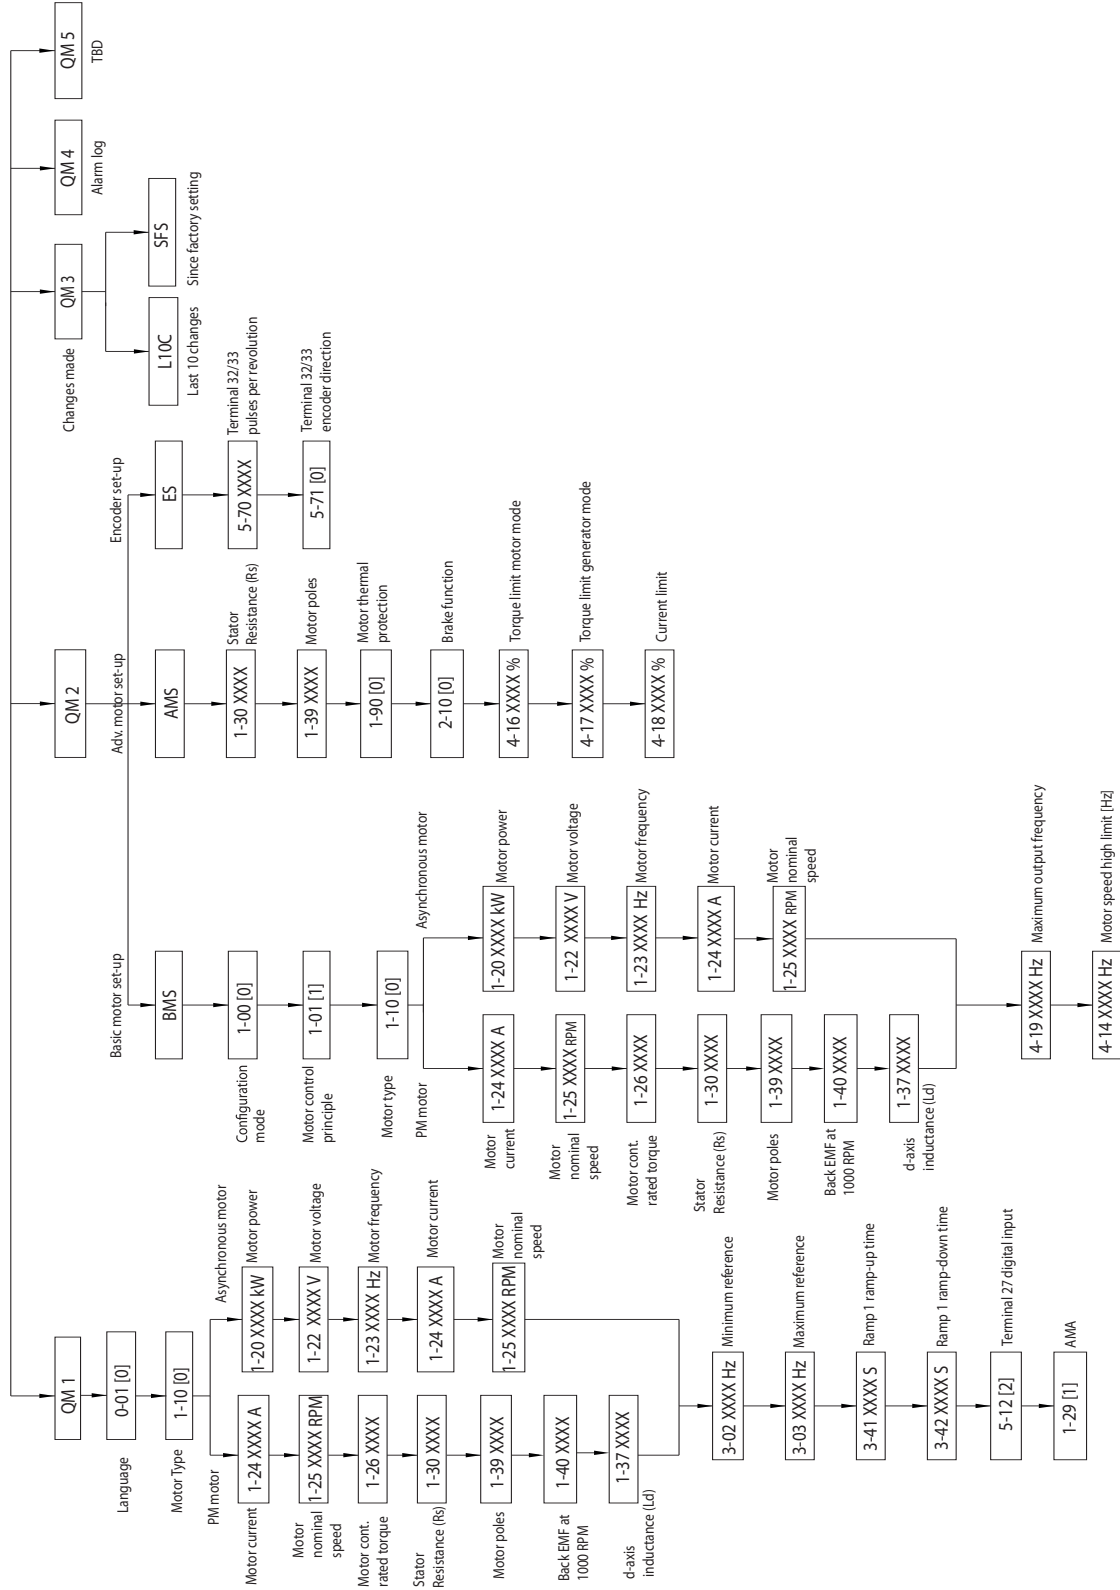 QM 1
0-01 [0]
Language
1-10 [0]
Motor Type
PM motor
1-24 XXXX A
Motor current
1-25 XXXX RPM
Motor
nominal
speed
1-26 XXXX
Motor cont.
rated torque
1-30 XXXX
Stator
Resistance (Rs)
1-39 XXXX
Motor poles
1-40 XXXX
Back EMF at
1000 RPM
1-37 XXXX
d-axis
inductance (Ld)
Asynchronous motor
1-20 XXXX kW
Motor power
1-22 XXXX V
Motor voltage
1-23 XXXX Hz
Motor frequency
1-24 XXXX A
Motor current
1-25 XXXX RPM
Motor
nominal
speed
3-02 XXXX Hz
Minimum reference
3-03 XXXX Hz
Maximum reference
3-41 XXXX S
Ramp 1 ramp-up time
3-42 XXXX S
Ramp 1 ramp-down time
5-12 [2]
Terminal 27 digital input
1-29 [1]
AMA
QM 2
Basic motor set-up
BMS
1-00 [0]
Configuration
mode
1-01 [1]
Motor control
principle
1-10 [0]
Motor type
PM motor
1-24 XXXX A
Motor
current
1-25 XXXX RPM
Motor
nominal
speed
1-26 XXXX
Motor cont.
rated torque
1-30 XXXX
Stator
Resistance (Rs)
1-39 XXXX
Motor poles
1-40 XXXX
Back EMF at
1000 RPM
1-37 XXXX
d-axis
inductance (Ld)
Asynchronous motor
1-20 XXXX kW
Motor power
1-22 XXXX V
Motor voltage
1-23 XXXX Hz
Motor frequency
1-24 XXXX A
Motor current
1-25 XXXX RPM
Motor
nominal
speed
4-19 XXXX Hz
Maximum output frequency
4-14 XXXX Hz
Motor speed high limit [Hz]
Adv. motor set-up
AMS
1-30 XXXX
Stator
Resistance (Rs)
1-39 XXXX
Motor poles
1-90 [0]
Motor thermal
protection
2-10 [0]
Brake function
4-16 XXXX %
Torque limit motor mode
4-17 XXXX %
Torque limit generator mode
4-18 XXXX %
Current limit
Encoder set-up
ES
5-70 XXXX
Terminal 32/33
pulses per revolution
5-71 [0]
Terminal 32/33
encoder direction
QM 3
Changes made
L10C
Last 10 changes
SFS
Since factory setting
QM 4
Alarm log
QM 5
TBD